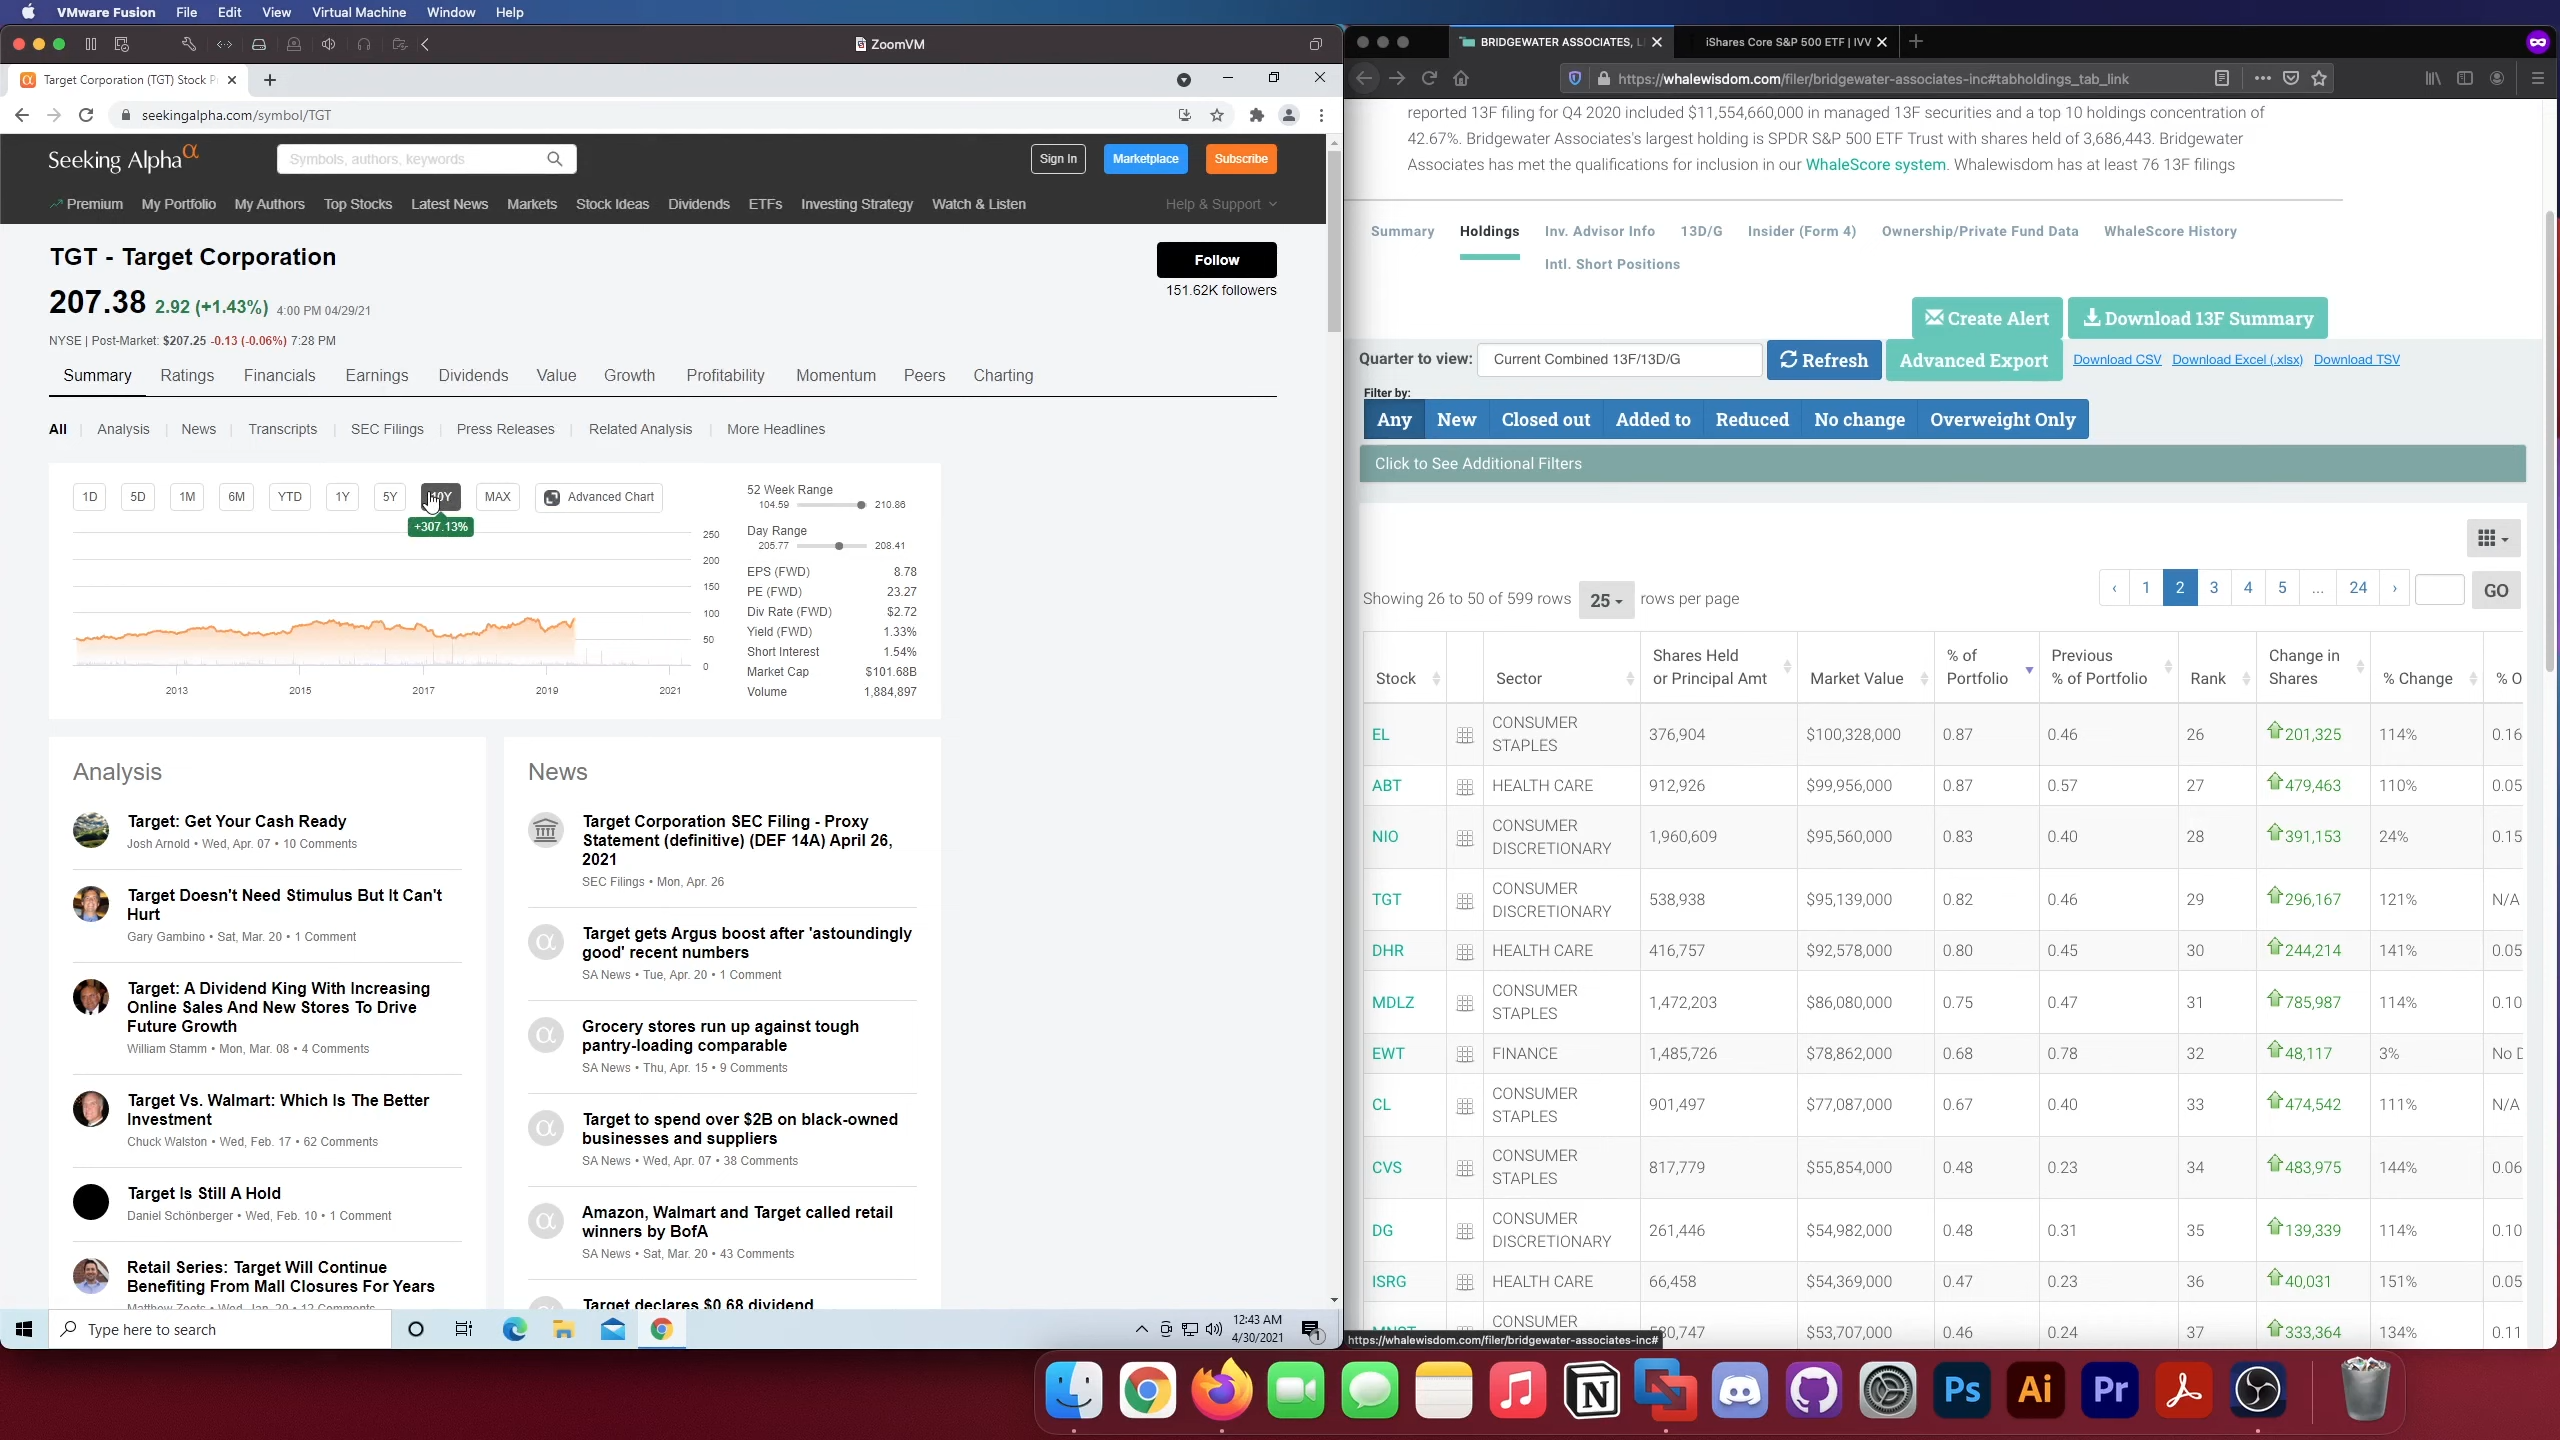 VMware Fusion File Edit View Virtual Machine Window Help
ZoomVM
Target Corporation (TGT) Stock P
seekingalpha.com/symbol/TGT
Seeking Alpha α
Symbols, authors, keywords
Sign In
Marketplace
Subscribe
Premium My Portfolio My Authors Top Stocks Latest News Markets Stock Ideas Dividends ETFs Investing Strategy Watch & Listen Help & Support
TGT - Target Corporation
Follow
151.62K followers
207.38 2.92 (+1.43%) 4:00 PM 04/29/21
NYSE | Post-Market: $207.25 -0.13 (-0.06%) 7:28 PM
Summary Ratings Financials Earnings Dividends Value Growth Profitability Momentum Peers Charting
All Analysis News Transcripts SEC Filings Press Releases Related Analysis More Headlines
1D 5D 1M 6M YTD 1Y 5Y 10Y MAX Advanced Chart
+307.13%
250
200
150
100
50
0
2013 2015 2017 2019 2021
52 Week Range
104.59 210.86
Day Range
205.77 208.41
EPS (FWD) 8.78
PE (FWD) 23.27
Div Rate (FWD) $2.72
Yield (FWD) 1.33%
Short Interest 1.54%
Market Cap $101.68B
Volume 1,884,897
Analysis
Target: Get Your Cash Ready
Josh Arnold • Wed, Apr. 07 • 10 Comments
Target Doesn't Need Stimulus But It Can't
Hurt
Gary Gambino • Sat, Mar. 20 • 1 Comment
Target: A Dividend King With Increasing
Online Sales And New Stores To Drive
Future Growth
William Stamm • Mon, Mar. 08 • 4 Comments
Target Vs. Walmart: Which Is The Better
Investment
Chuck Walston • Wed, Feb. 17 • 62 Comments
Target Is Still A Hold
Daniel Schönberger • Wed, Feb. 10 • 1 Comment
Retail Series: Target Will Continue
Benefiting From Mall Closures For Years
Matthew Zeets • Wed, Jan. 20 • 12 Comments
News
Target Corporation SEC Filing - Proxy
Statement (definitive) (DEF 14A) April 26,
2021
SEC Filings • Mon, Apr. 26
Target gets Argus boost after 'astoundingly
good' recent numbers
SA News • Tue, Apr. 20 • 1 Comment
Grocery stores run up against tough
pantry-loading comparable
SA News • Thu, Apr. 15 • 9 Comments
Target to spend over $2B on black-owned
businesses and suppliers
SA News • Wed, Apr. 07 • 38 Comments
Amazon, Walmart and Target called retail
winners by BofA
SA News • Sat, Mar. 20 • 43 Comments
Target declares $0.68 dividend
Type here to search
12:43 AM
4/30/2021
1
BRIDGEWATER ASSOCIATES, L
iShares Core S&P 500 ETF | IVV
https://whalewisdom.com/filer/bridgewater-associates-inc#tabholdings_tab_link
reported 13F filing for Q4 2020 included $11,554,660,000 in managed 13F securities and a top 10 holdings concentration of
42.67%. Bridgewater Associates's largest holding is SPDR S&P 500 ETF Trust with shares held of 3,686,443. Bridgewater
Associates has met the qualifications for inclusion in our WhaleScore system. Whalewisdom has at least 76 13F filings
Summary Holdings Inv. Advisor Info 13D/G Insider (Form 4) Ownership/Private Fund Data WhaleScore History
Intl. Short Positions
Create Alert Download 13F Summary
Quarter to view: Current Combined 13F/13D/G Refresh Advanced Export Download CSV Download Excel (.xlsx) Download TSV
Filter by:
Any New Closed out Added to Reduced No change Overweight Only
Click to See Additional Filters
Showing 26 to 50 of 599 rows 25 rows per page
‹ 1 2 3 4 5 ... 24 › GO
Stock Sector Shares Held or Principal Amt Market Value % of Portfolio Previous % of Portfolio Rank Change in Shares % Change % O
EL CONSUMER STAPLES 376,904 $100,328,000 0.87 0.46 26 201,325 114% 0.16
ABT HEALTH CARE 912,926 $99,956,000 0.87 0.57 27 479,463 110% 0.05
NIO CONSUMER DISCRETIONARY 1,960,609 $95,560,000 0.83 0.40 28 391,153 24% 0.15
TGT CONSUMER DISCRETIONARY 538,938 $95,139,000 0.82 0.46 29 296,167 121% N/A
DHR HEALTH CARE 416,757 $92,578,000 0.80 0.45 30 244,214 141% 0.05
MDLZ CONSUMER STAPLES 1,472,203 $86,080,000 0.75 0.47 31 785,987 114% 0.10
EWT FINANCE 1,485,726 $78,862,000 0.68 0.78 32 48,117 3% No
CL CONSUMER STAPLES 901,497 $77,087,000 0.67 0.40 33 474,542 111% N/A
CVS CONSUMER STAPLES 817,779 $55,854,000 0.48 0.23 34 483,975 144% 0.06
DG CONSUMER DISCRETIONARY 261,446 $54,982,000 0.48 0.31 35 139,339 114% 0.10
ISRG HEALTH CARE 66,458 $54,369,000 0.47 0.23 36 40,031 151% 0.05
CONSUMER $53,707,000 0.46 0.24 37 333,364 134% 0.11
https://whalewisdom.com/filer/bridgewater-associates-inc#
Ps Ai Pr